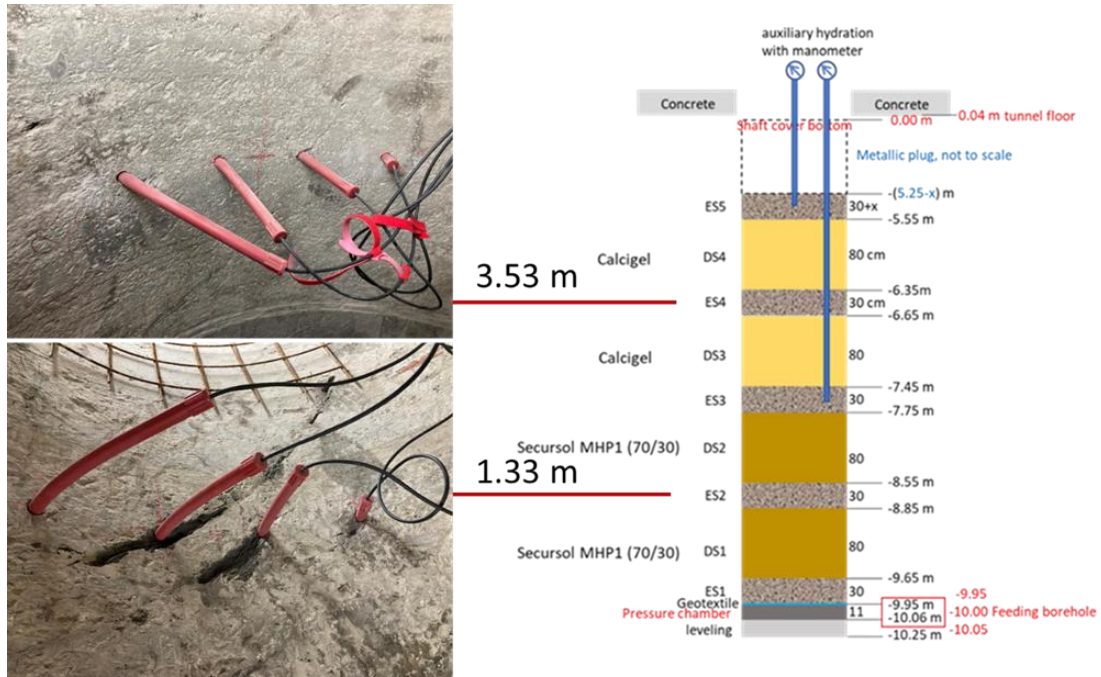 auxiliary hydration
with manometer
Concrete
Concrete
Shaft cover bottom
0.00 m
0.04 m tunnel floor
Metallic plug, not to scale
-(5.25-x) m
ES5
30+x
-5.55 m
Calcigel
DS4
80 cm
3.53 m
-6.35m
ES4
30 cm
-6.65 m
Calcigel
DS3
80
-7.45 m
ES3
30
-7.75 m
Secursol MHP1 (70/30)
DS2
80
1.33 m
-8.55 m
ES2
30
-8.85 m
Secursol MHP1 (70/30)
DS1
80
-9.65 m
ES1
30
-9.95
Geotextile
-9.95 m
Pressure chamber
11
-10.00 Feeding borehole
-10.06 m
leveling
-10.05
-10.25 m